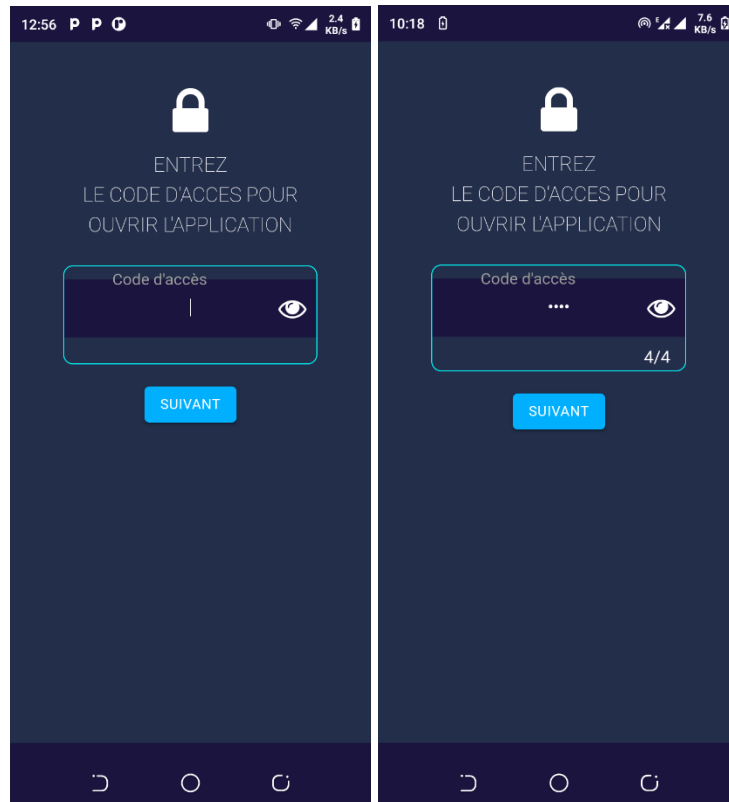 12:56 P P
2.4
KB/s
ENTREZ
LE CODE D'ACCES POUR
OUVRIR L'APPLICATION
Code d'accès
SUIVANT
10:18
E
7.6
KB/s
ENTREZ
LE CODE D'ACCES POUR
OUVRIR L'APPLICATION
Code d'accès
••••
4/4
SUIVANT